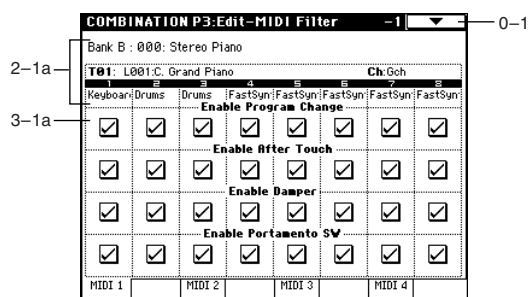 COMBINATION P3:Edit-MIDI Filter -1
0-1
Bank B : 000: Stereo Piano
2-1a
T01: L001:C. Grand Piano Ch:Gch
1 2 3 4 5 6 7 8
Keyboar Drums Drums FastSyn FastSyn FastSyn FastSyn FastSyn
Enable Program Change
3-1a
Enable After Touch
Enable Damper
Enable Portamento SW
MIDI 1 MIDI 2 MIDI 3 MIDI 4